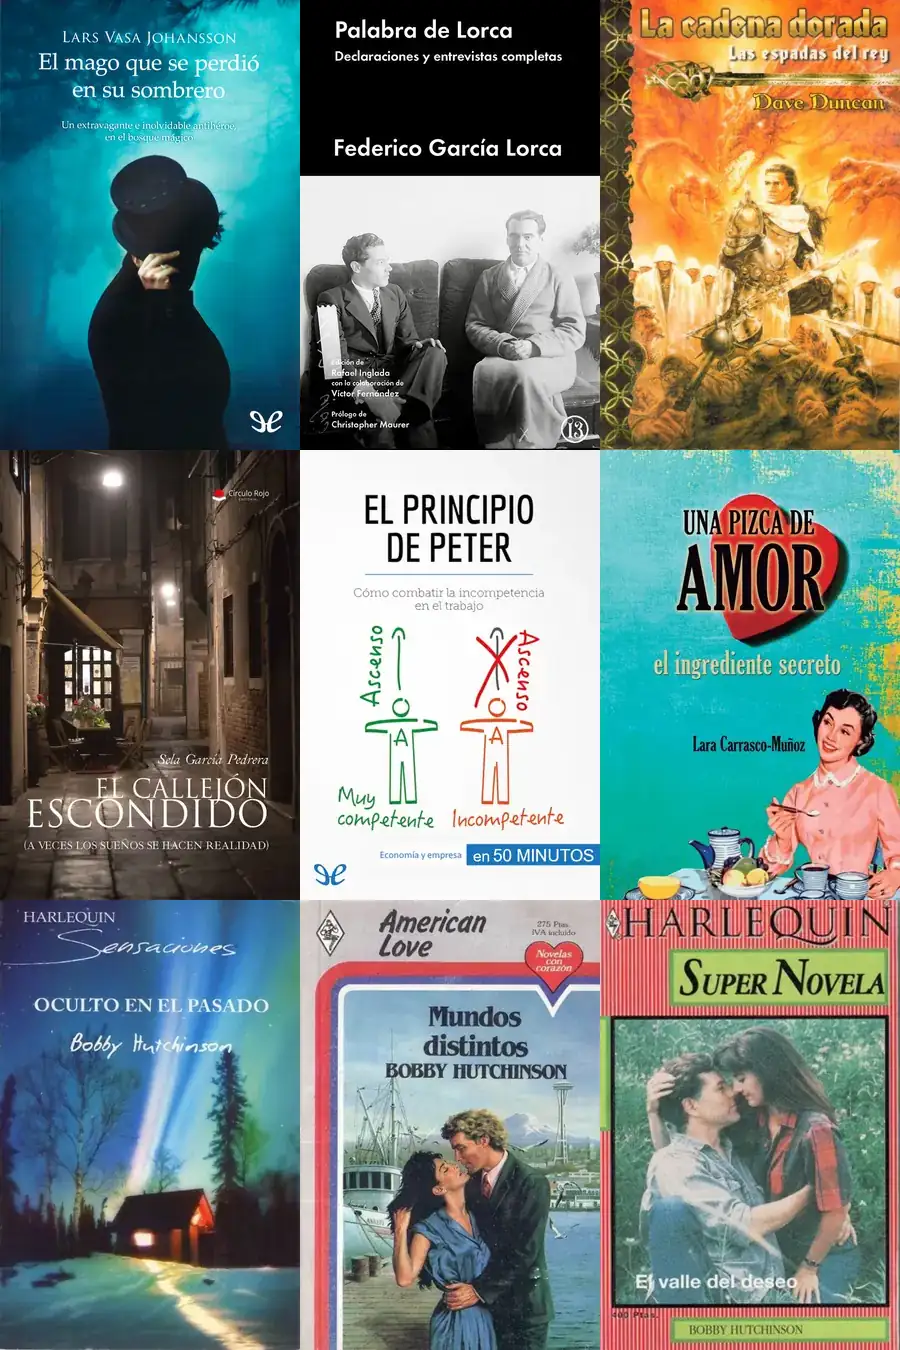 LARS VASA JOHANSSON
El mago que se perdió
en su sombrero
Un extravagante e inolvidable antihéroe,
en el bosque mágico
Palabra de Lorca
Declaraciones y entrevistas completas
Federico García Lorca
edición de
Rafael Inglada
con la colaboración de
Víctor Fernández
Prólogo de
Christopher Maurer
13
La cadena dorada
Las espadas del rey
Dave Duncan
Círculo Rojo
EDITORIAL
Sela García Pedrera
EL CALLEJÓN
ESCONDIDO
(A VECES LOS SUEÑOS SE HACEN REALIDAD)
EL PRINCIPIO
DE PETER
Cómo combatir la incompetencia
en el trabajo
Ascenso
Ascenso
A
A
Muy
competente
Incompetente
Economía y empresa
en 50 MINUTOS
UNA PIZCA DE
AMOR
el ingrediente secreto
Lara Carrasco-Muñoz
HARLEQUIN
Sensaciones
OCULTO EN EL PASADO
Bobby Hutchinson
American
Love
275 Ptas.
IVA incluido
Novelas
con
corazón
Mundos
distintos
BOBBY HUTCHINSON
HARLEQUIN
SUPER NOVELA
El valle del deseo
400 Ptas.
BOBBY HUTCHINSON